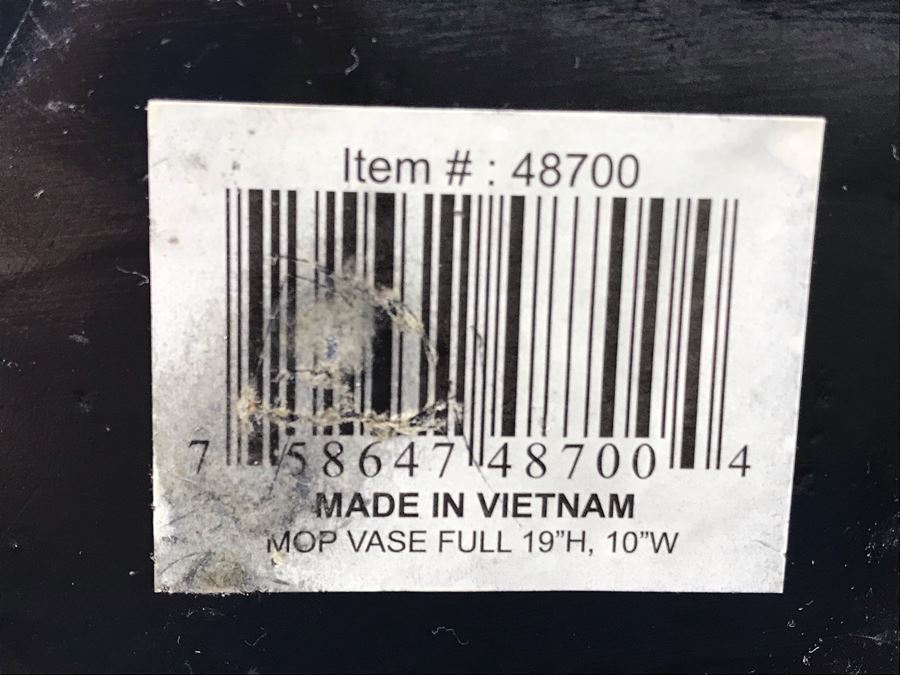 Item # : 48700
7 58647 48700 4
MADE IN VIETNAM
MOP VASE FULL 19”H, 10”W